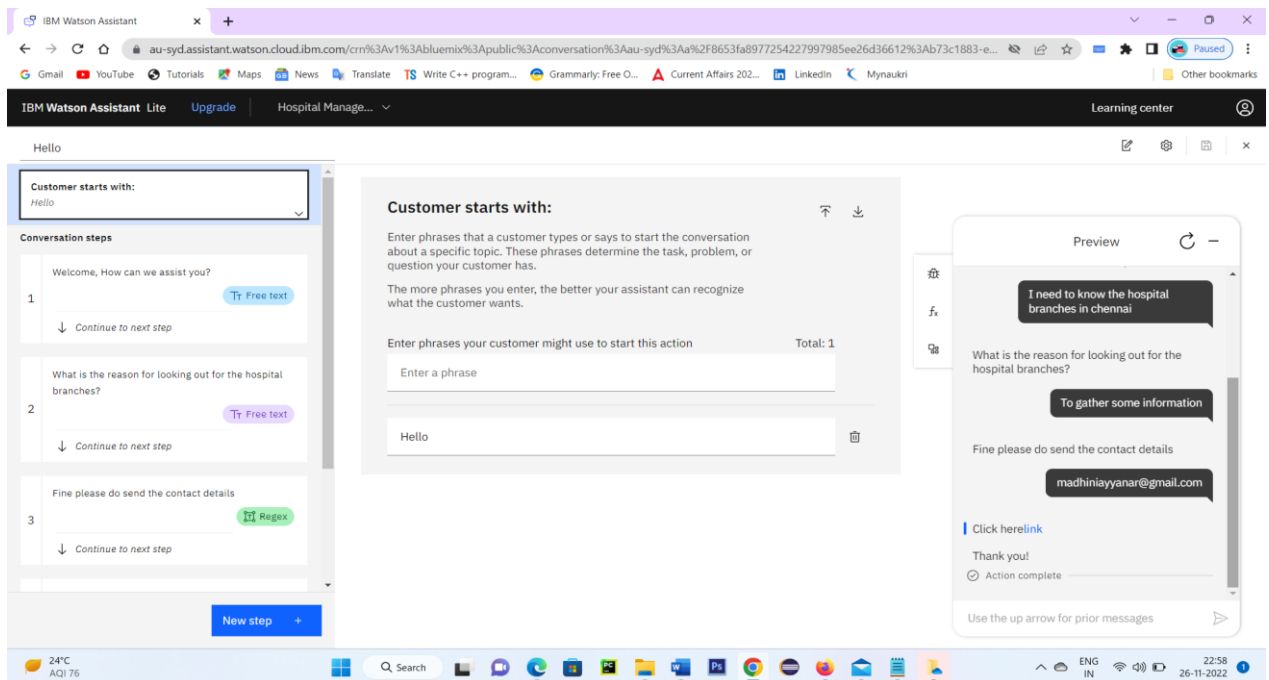 IBM Watson Assistant
au-syd.assistant.watson.cloud.ibm.com/crn%3Av1%3Abluemix%3Apublic%3Aconversation%3Aau-syd%3Aa%2F8653fa8977254227997985ee26d36612%3Ab73c1883-e...
Paused
Gmail YouTube Tutorials Maps News Translate Write C++ program... Grammarly: Free O... Current Affairs 202... LinkedIn Mynaukri Other bookmarks
IBM Watson Assistant Lite Upgrade Hospital Manage... Learning center
Hello
Customer starts with:
Hello
Conversation steps
1
Welcome, How can we assist you?
Free text
Continue to next step
2
What is the reason for looking out for the hospital
branches?
Free text
Continue to next step
3
Fine please do send the contact details
Regex
Continue to next step
New step +
Customer starts with:
Enter phrases that a customer types or says to start the conversation
about a specific topic. These phrases determine the task, problem, or
question your customer has.
The more phrases you enter, the better your assistant can recognize
what the customer wants.
Enter phrases your customer might use to start this action Total: 1
Enter a phrase
Hello
Preview
I need to know the hospital
branches in chennai
What is the reason for looking out for the
hospital branches?
To gather some information
Fine please do send the contact details
madhiniayyanar@gmail.com
Click herelink
Thank you!
Action complete
Use the up arrow for prior messages
24°C
AQI 76
Search
ENG
IN
22:58
26-11-2022
1